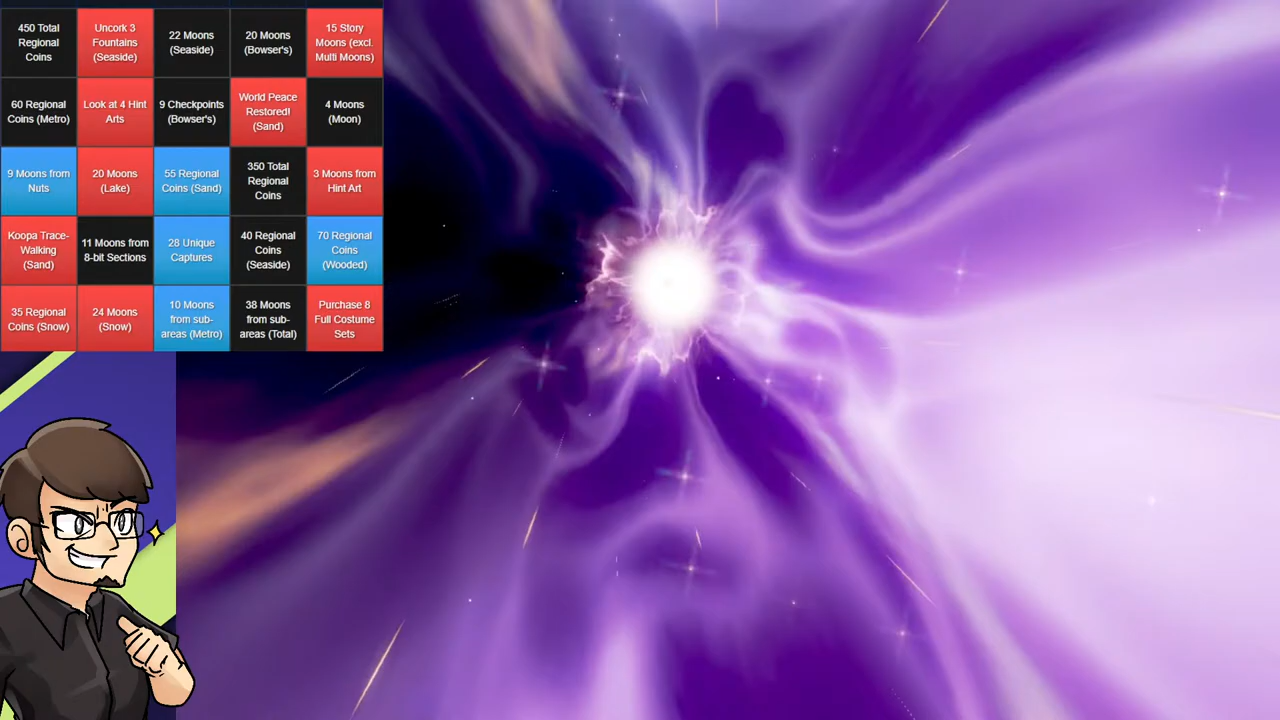 450 Total
Regional
Coins
Uncork 3
Fountains
(Seaside)
22 Moons
(Seaside)
20 Moons
(Bowser's)
15 Story
Moons (excl.
Multi Moons)
60 Regional
Coins (Metro)
Look at 4 Hint
Arts
9 Checkpoints
(Bowser's)
World Peace
Restored!
(Sand)
4 Moons
(Moon)
9 Moons from
Nuts
20 Moons
(Lake)
55 Regional
Coins (Sand)
350 Total
Regional
Coins
3 Moons from
Hint Art
Koopa Trace-
Walking
(Sand)
11 Moons from
8-bit Sections
28 Unique
Captures
40 Regional
Coins
(Seaside)
70 Regional
Coins
(Wooded)
35 Regional
Coins (Snow)
24 Moons
(Snow)
10 Moons
from sub-
areas (Metro)
38 Moons
from sub-
areas (Total)
Purchase 8
Full Costume
Sets